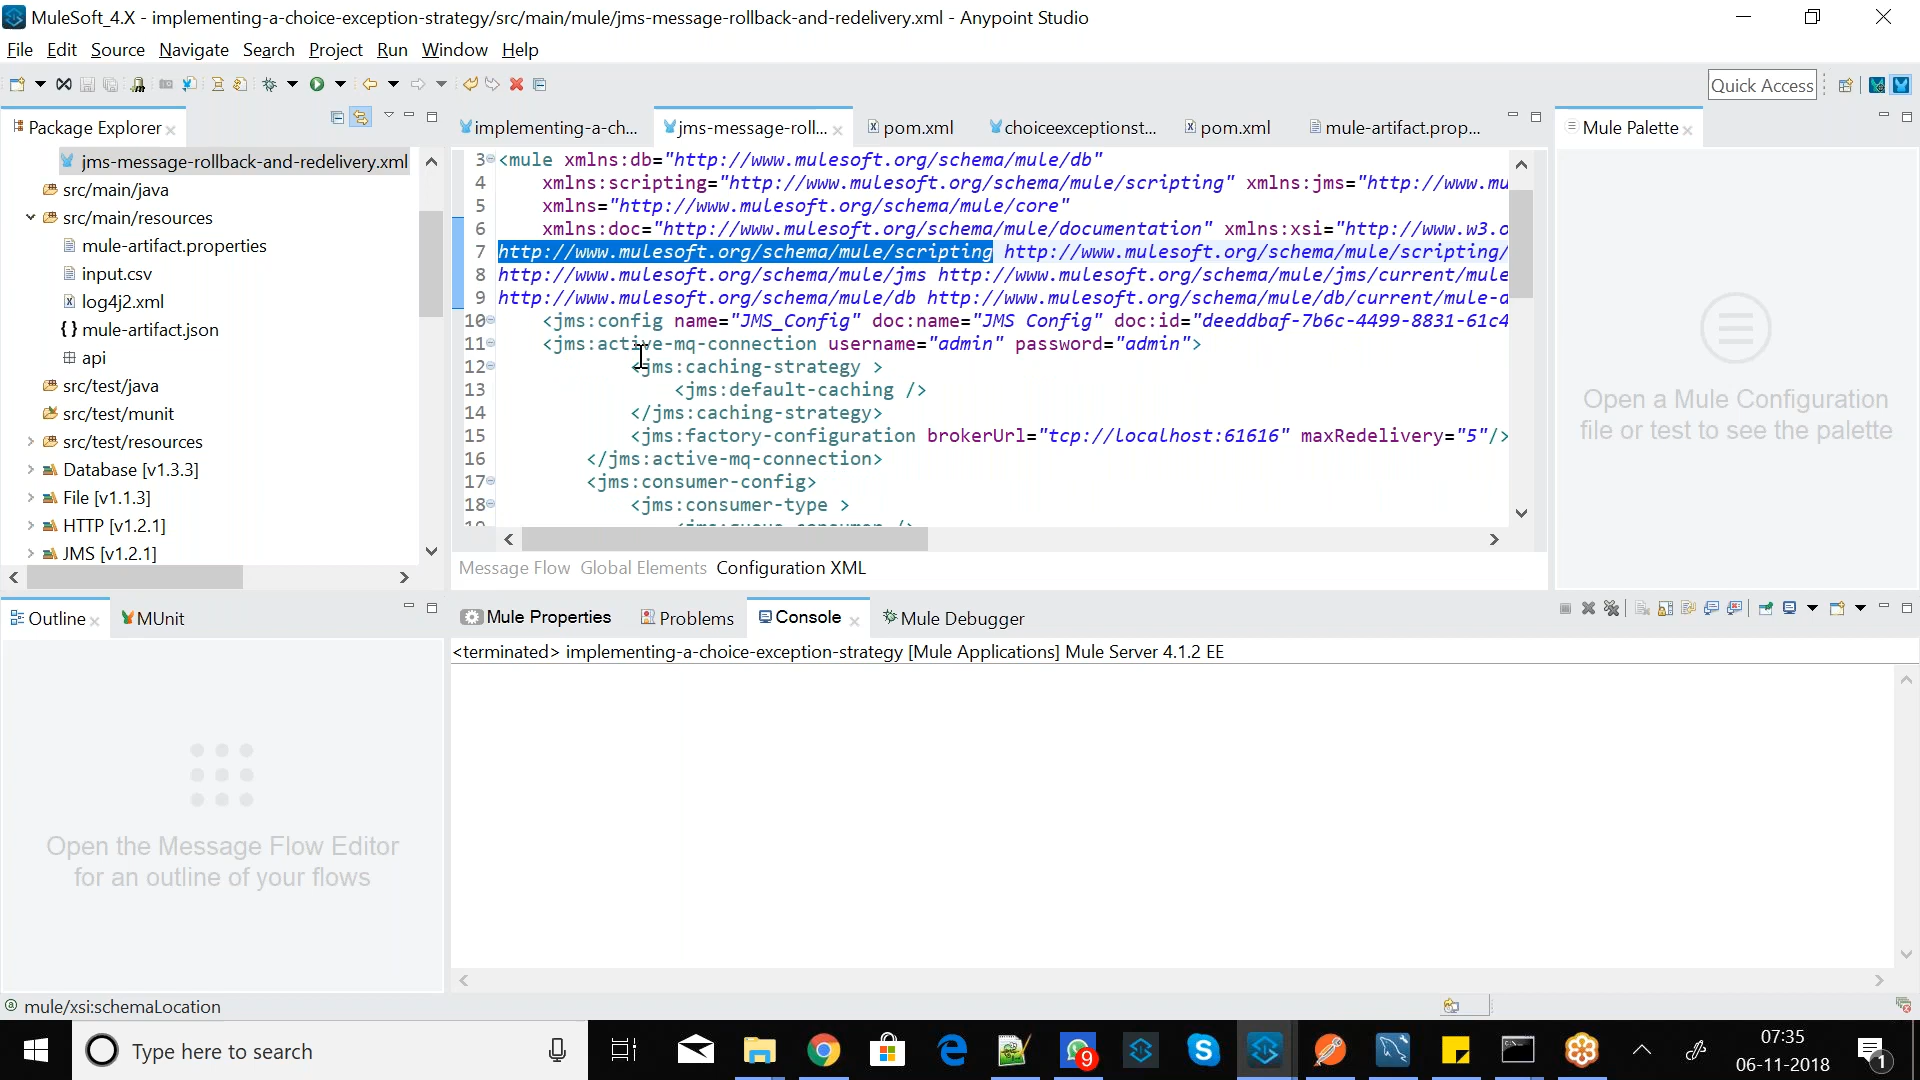 MuleSoft_4.X - implementing-a-choice-exception-strategy/src/main/mule/jms-message-rollback-and-redelivery.xml - Anypoint Studio
File Edit Source Navigate Search Project Run Window Help
Quick Access
Package Explorer
jms-message-rollback-and-redelivery.xml
src/main/java
src/main/resources
mule-artifact.properties
input.csv
log4j2.xml
mule-artifact.json
api
src/test/java
src/test/munit
src/test/resources
Database [v1.3.3]
File [v1.1.3]
HTTP [v1.2.1]
JMS [v1.2.1]
implementing-a-ch... jms-message-roll... pom.xml choiceexceptionst... pom.xml mule-artifact.prop...
3 <mule xmlns:db="http://www.mulesoft.org/schema/mule/db"
4 xmlns:scripting="http://www.mulesoft.org/schema/mule/scripting" xmlns:jms="http://www.mu
5 xmlns="http://www.mulesoft.org/schema/mule/core"
6 xmlns:doc="http://www.mulesoft.org/schema/mule/documentation" xmlns:xsi="http://www.w3.o
7 http://www.mulesoft.org/schema/mule/scripting http://www.mulesoft.org/schema/mule/scripting/
8 http://www.mulesoft.org/schema/mule/jms http://www.mulesoft.org/schema/mule/jms/current/mule
9 http://www.mulesoft.org/schema/mule/db http://www.mulesoft.org/schema/mule/db/current/mule-d
10 <jms:config name="JMS_Config" doc:name="JMS Config" doc:id="deeddbaf-7b6c-4499-8831-61c4
11 <jms:active-mq-connection username="admin" password="admin">
12 <jms:caching-strategy >
13 <jms:default-caching />
14 </jms:caching-strategy>
15 <jms:factory-configuration brokerUrl="tcp://localhost:61616" maxRedelivery="5"/>
16 </jms:active-mq-connection>
17 <jms:consumer-config>
18 <jms:consumer-type >
19 <jms:queue-consumer />
Message Flow Global Elements Configuration XML
Mule Palette
Open a Mule Configuration
file or test to see the palette
Outline MUnit
Open the Message Flow Editor
for an outline of your flows
Mule Properties Problems Console Mule Debugger
<terminated> implementing-a-choice-exception-strategy [Mule Applications] Mule Server 4.1.2 EE
mule/xsi:schemaLocation
Type here to search
9
07:35
06-11-2018
1